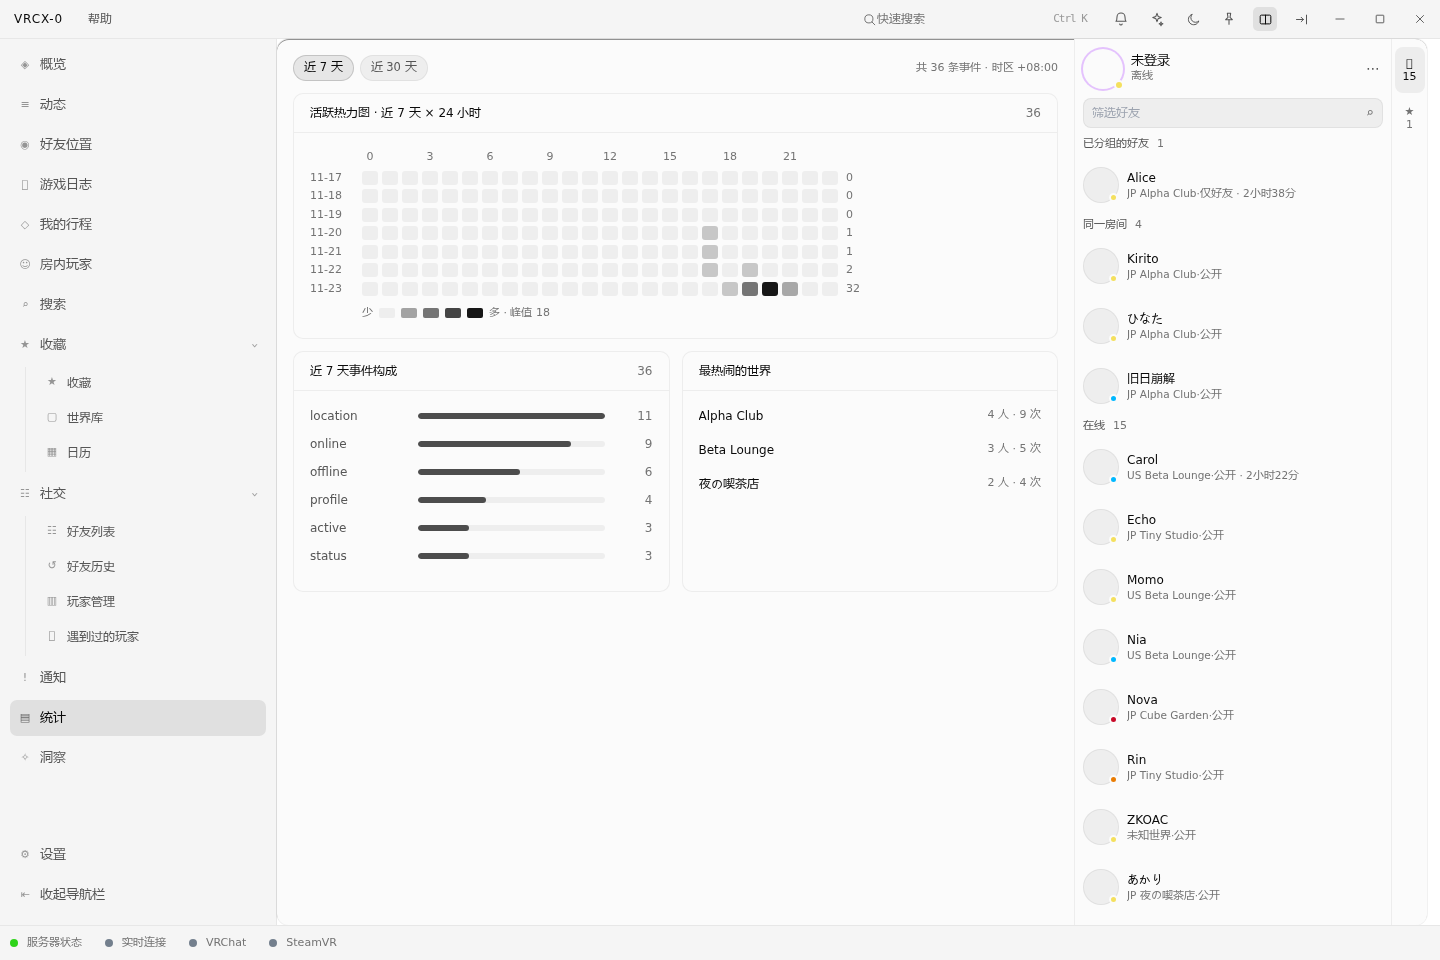 VRCX-0
帮助
快速搜索
Ctrl K
概览
动态
好友位置
游戏日志
我的行程
房内玩家
搜索
收藏
收藏
世界库
日历
社交
好友列表
好友历史
玩家管理
遇到过的玩家
通知
统计
洞察
设置
收起导航栏
近 7 天
近 30 天
共 36 条事件 · 时区 +08:00
活跃热力图 · 近 7 天 × 24 小时
36
0 3 6 9 12 15 18 21
11-17 0
11-18 0
11-19 0
11-20 1
11-21 1
11-22 2
11-23 32
少 多 · 峰值 18
近 7 天事件构成
36
location 11
online 9
offline 6
profile 4
active 3
status 3
最热闹的世界
Alpha Club 4 人 · 9 次
Beta Lounge 3 人 · 5 次
夜の喫茶店 2 人 · 4 次
未登录
离线
筛选好友
已分组的好友 1
Alice
JP Alpha Club·仅好友 · 2小时38分
同一房间 4
Kirito
JP Alpha Club·公开
ひなた
JP Alpha Club·公开
旧日崩解
JP Alpha Club·公开
在线 15
Carol
US Beta Lounge·公开 · 2小时22分
Echo
JP Tiny Studio·公开
Momo
US Beta Lounge·公开
Nia
US Beta Lounge·公开
Nova
JP Cube Garden·公开
Rin
JP Tiny Studio·公开
ZKOAC
未知世界·公开
あかり
JP 夜の喫茶店·公开
15
1
服务器状态
实时连接
VRChat
SteamVR